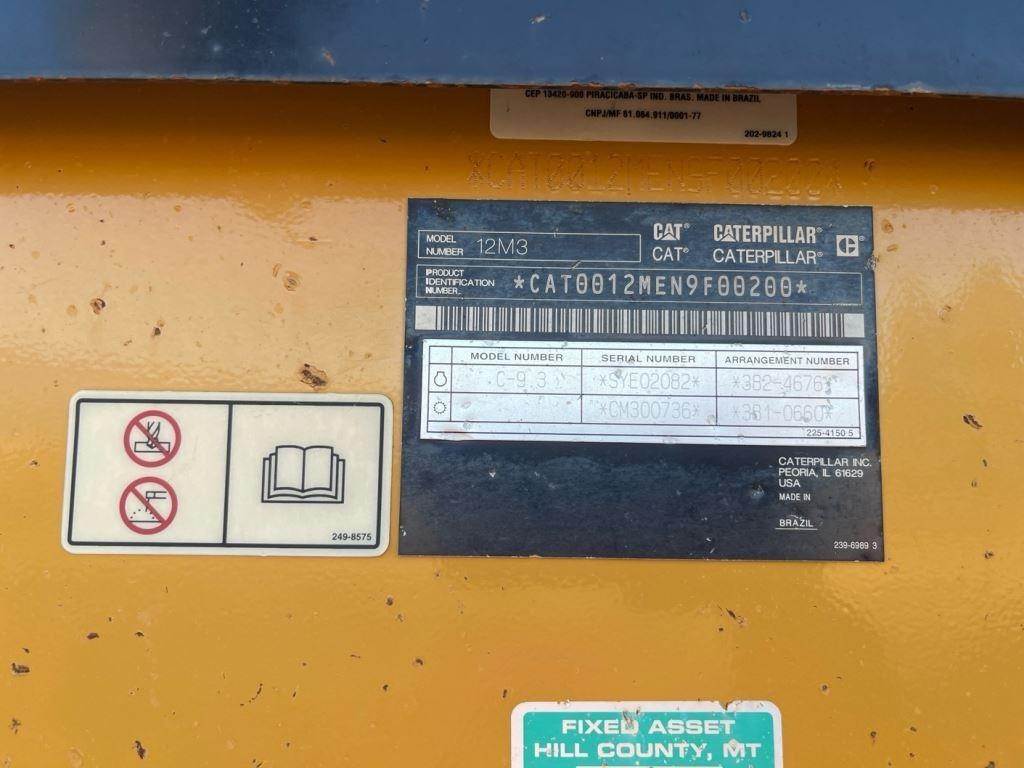 CEP 13420-900 PIRACICABA-SP IND. BRAS. MADE IN BRAZIL
CNPJ/MF 61.064.911/0001-77
202-9824 1
*CAT0012MEN9F00200*
MODEL NUMBER 12M3
CAT® CATERPILLAR®
CAT® CATERPILLAR® C®
PRODUCT IDENTIFICATION NUMBER. *CAT0012MEN9F00200*
MODEL NUMBER SERIAL NUMBER ARRANGEMENT NUMBER
C-9.3 *SYE02082* *382-4676*
*CM300736* *381-0660*
225-4150 5
CATERPILLAR INC.
PEORIA, IL 61629
USA
MADE IN
BRAZIL
239-6989 3
249-8575
FIXED ASSET
HILL COUNTY, MT